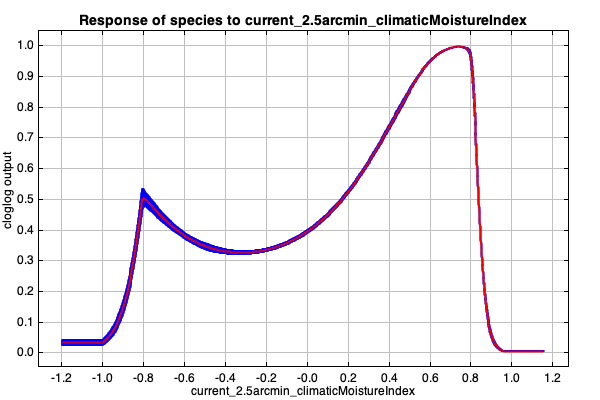 Response of species to current_2.5arcmin_climaticMoistureIndex
1.0
0.9
0.8
0.7
0.6
0.5
0.4
0.3
0.2
0.1
0.0
cloglog output
-1.2 -1.0 -0.8 -0.6 -0.4 -0.2 -0.0 0.2 0.4 0.6 0.8 1.0 1.2
current_2.5arcmin_climaticMoistureIndex